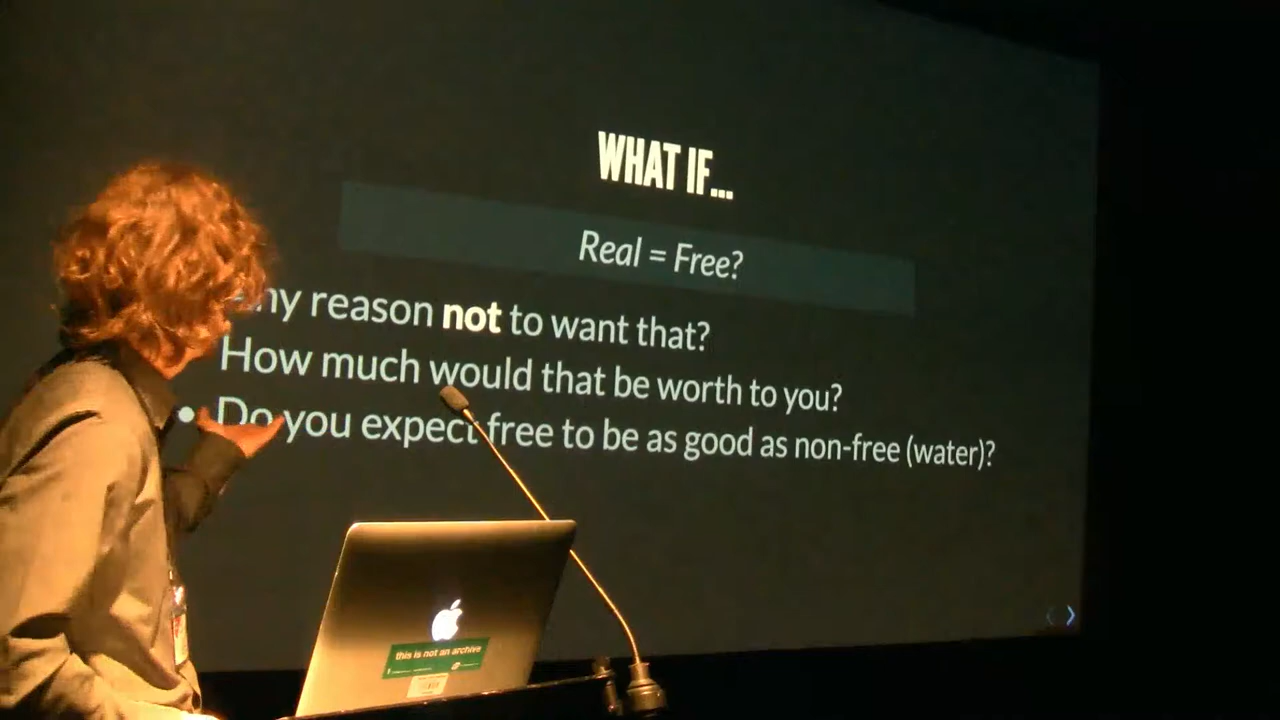 WHAT IF...
Real = Free?
reason not to want that?
How much would that be worth to you?
• Do you expect free to be as good as non-free (water)?
this is not an archive